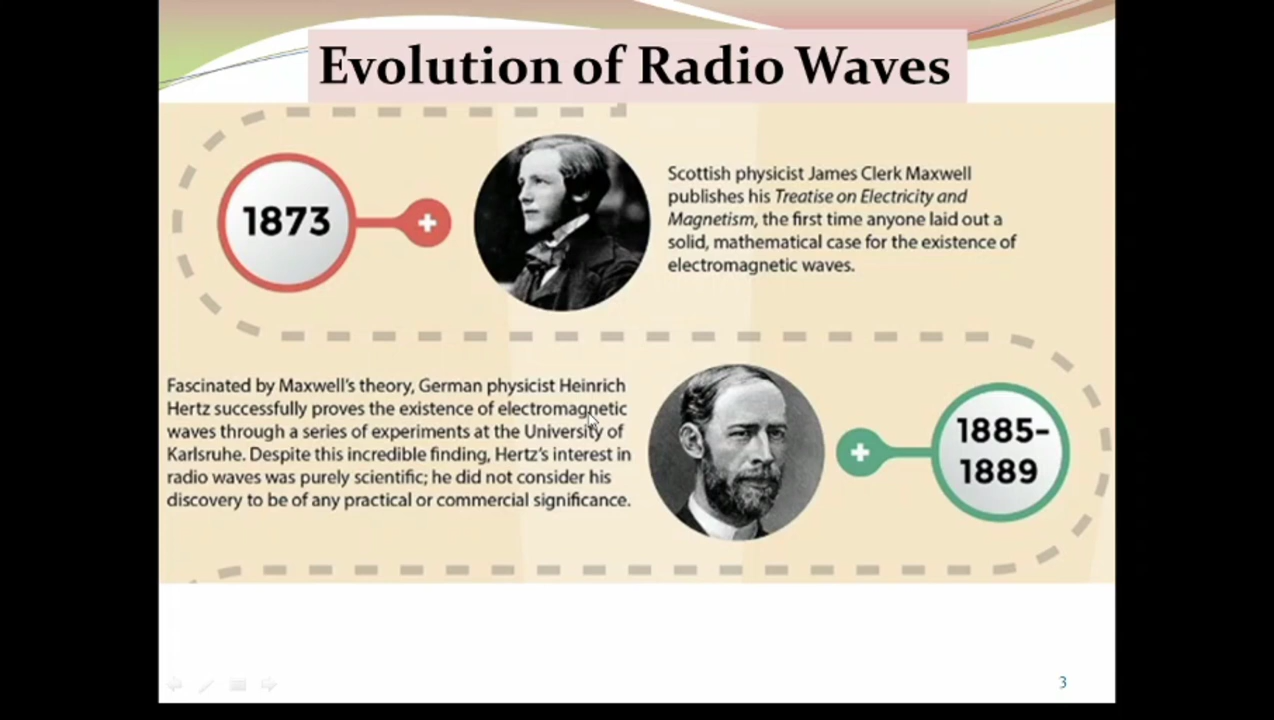 Evolution of Radio Waves
1873
Scottish physicist James Clerk Maxwell
publishes his Treatise on Electricity and
Magnetism, the first time anyone laid out a
solid, mathematical case for the existence of
electromagnetic waves.
Fascinated by Maxwell's theory, German physicist Heinrich
Hertz successfully proves the existence of electromagnetic
waves through a series of experiments at the University of
Karlsruhe. Despite this incredible finding, Hertz's interest in
radio waves was purely scientific; he did not consider his
discovery to be of any practical or commercial significance.
1885-
1889
3